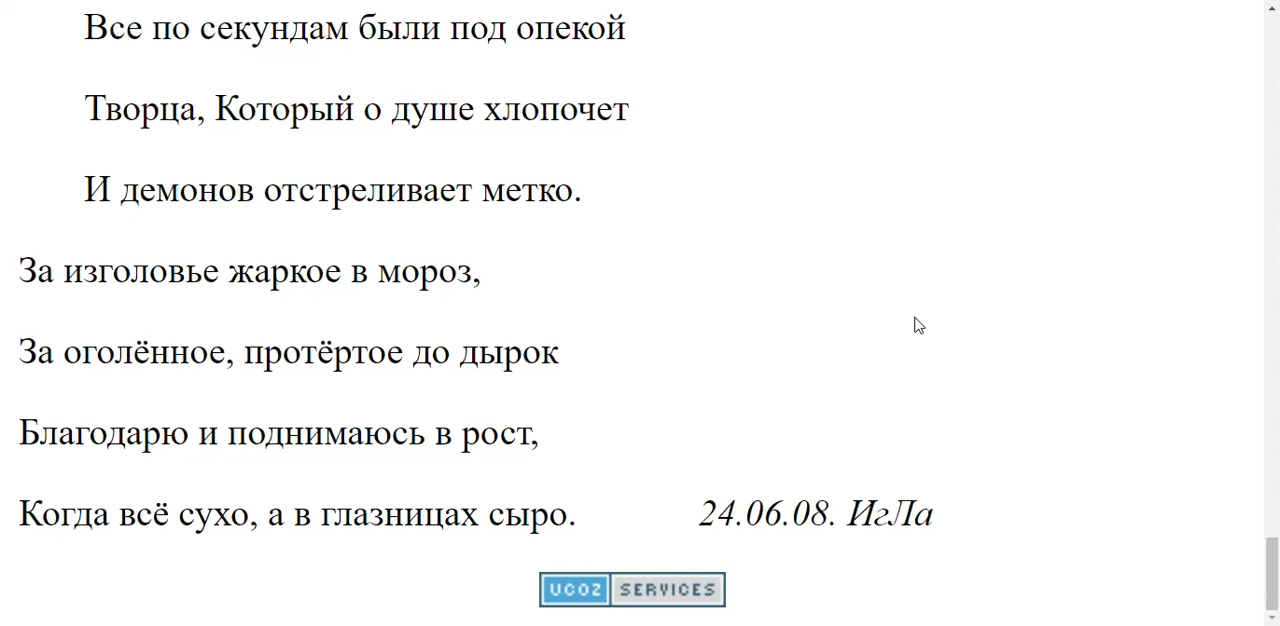 Все по секундам были под опекой
Творца, Который о душе хлопочет
И демонов отстреливает метко.
За изголовье жаркое в мороз,
За оголённое, протёртое до дырок
Благодарю и поднимаюсь в рост,
Когда всё сухо, а в глазницах сыро. 24.06.08. ИгЛа
UCOZ SERVICES